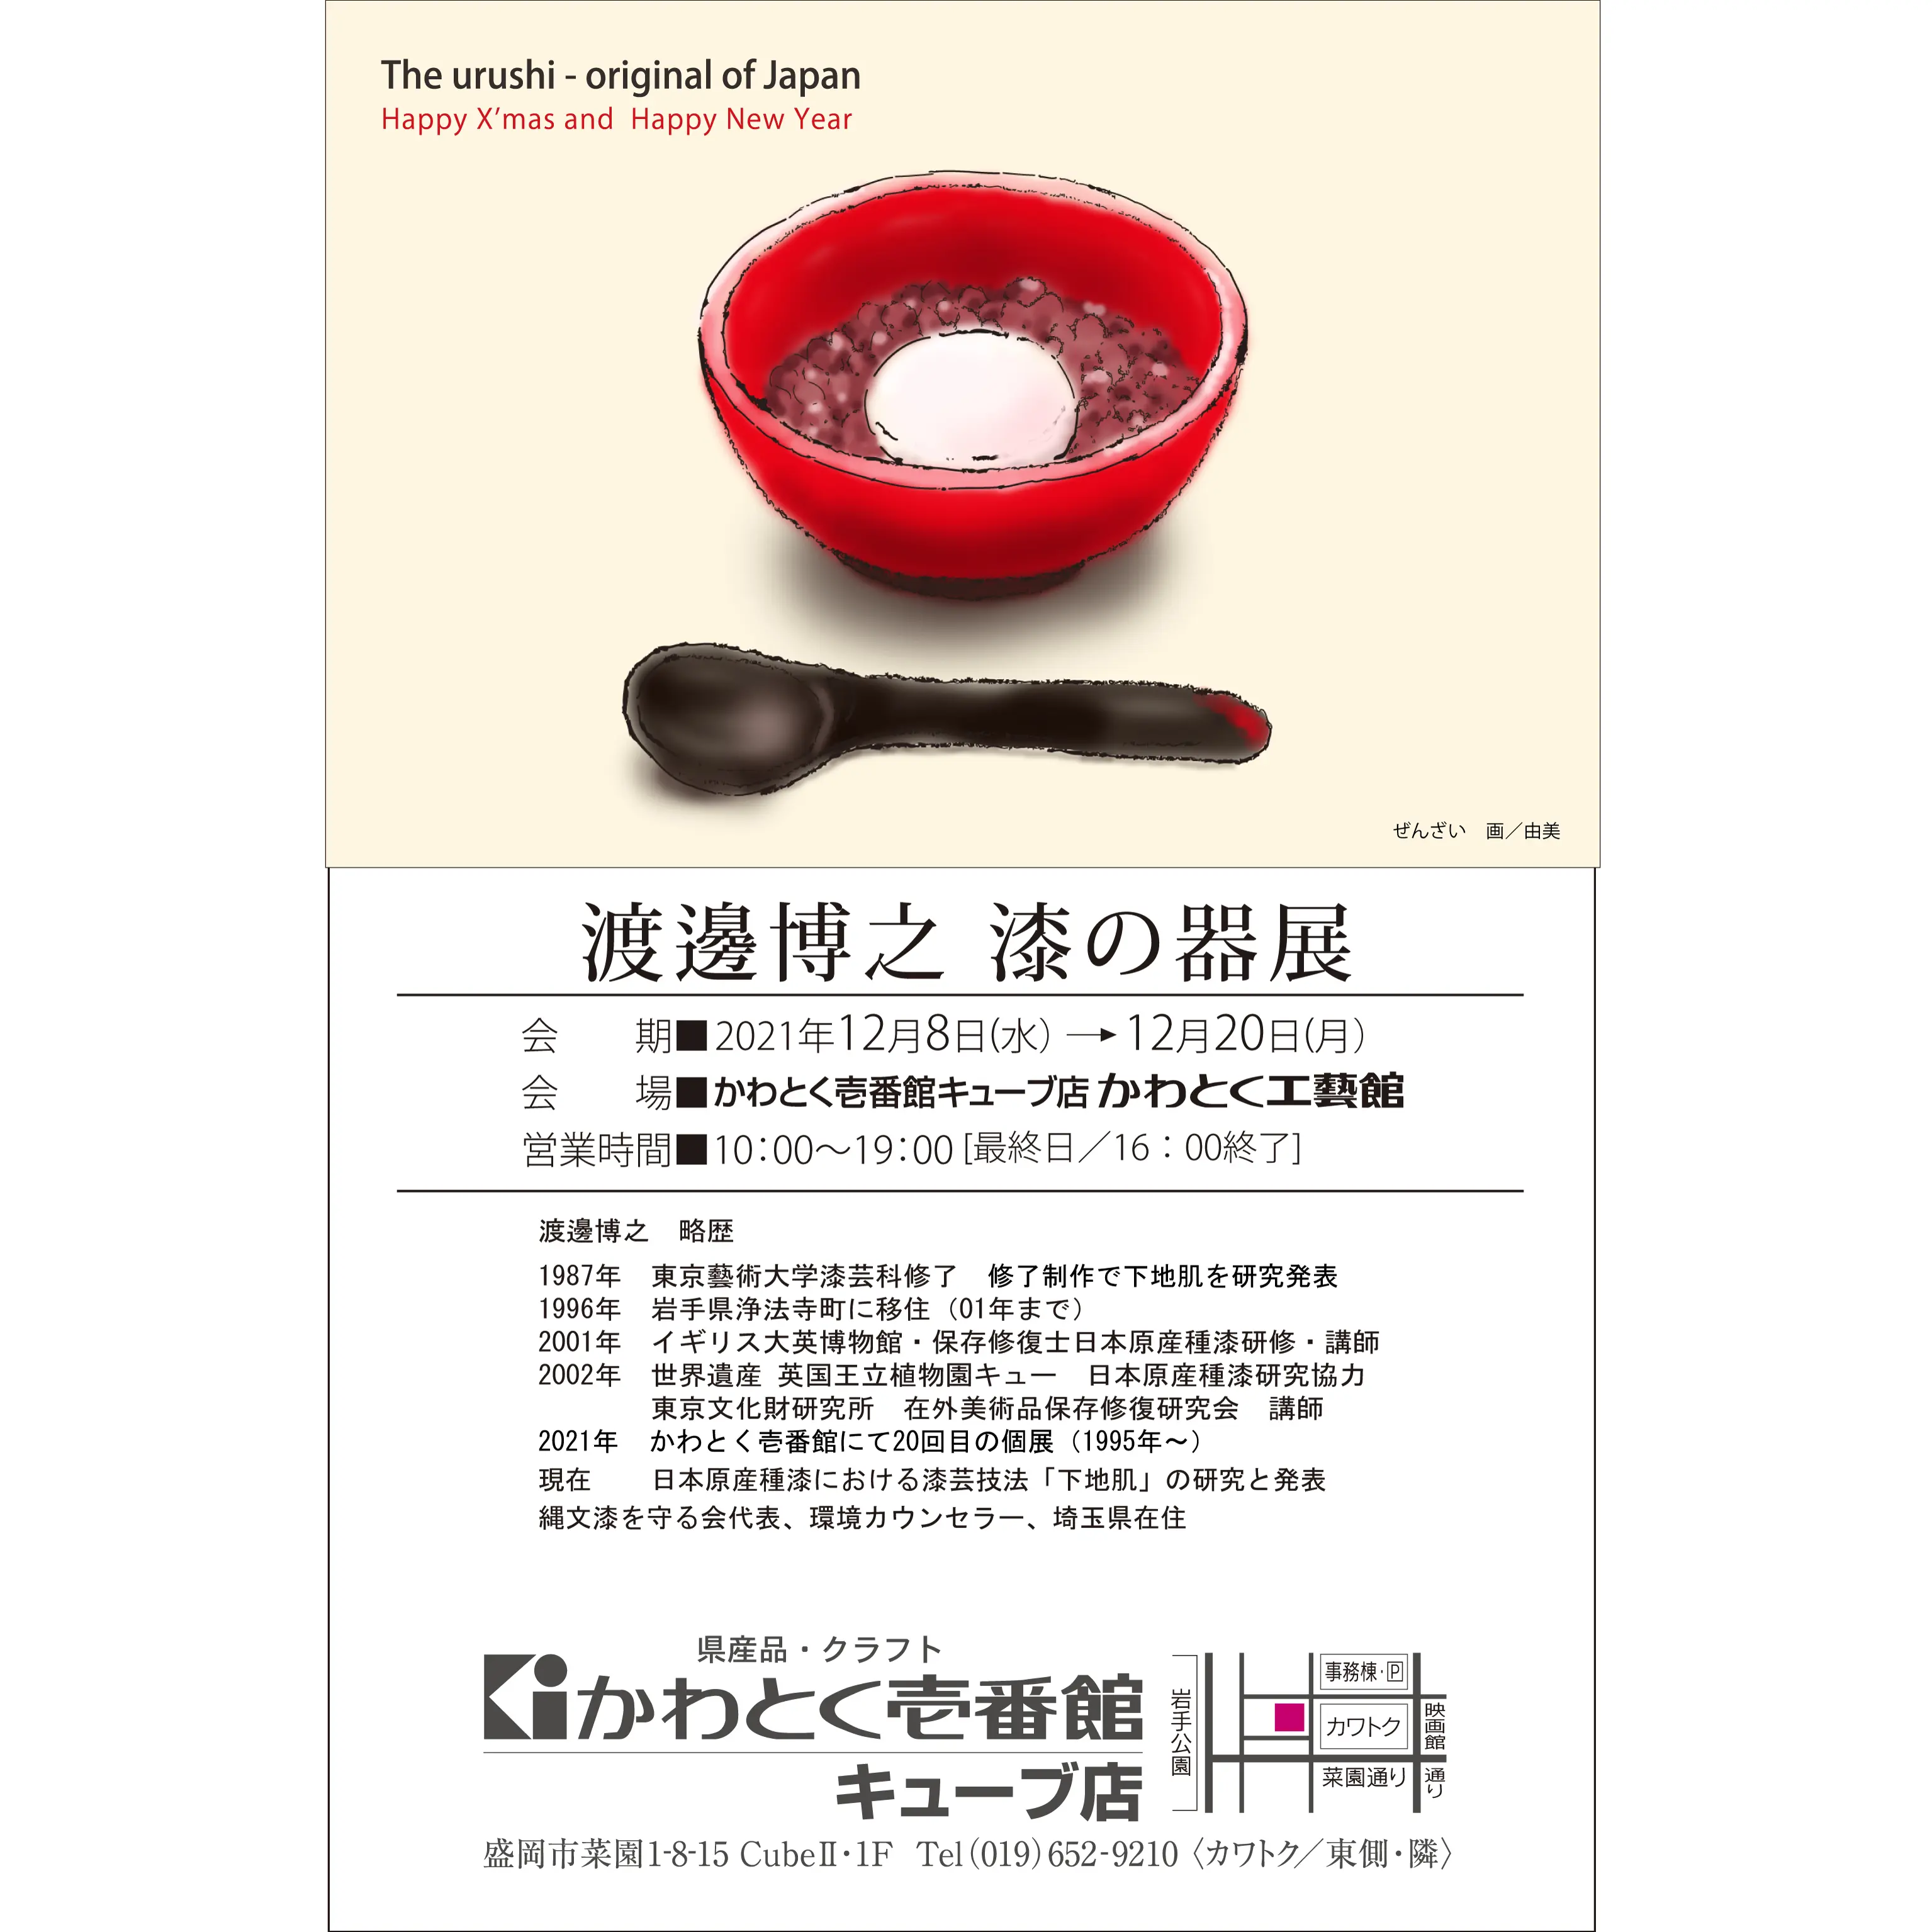 The urushi - original of Japan
Happy X'mas and Happy New Year
ぜんざい 画／由美
渡邊博之 漆の器展
会 期■2021年12月8日(水)→12月20日(月)
会 場■かわとく壱番館キューブ店 かわとく工藝館
営業時間■10:00〜19:00[最終日／16：00終了]
渡邊博之 略歴
1987年 東京藝術大学漆芸科修了 修了制作で下地肌を研究発表
1996年 岩手県浄法寺町に移住（01年まで）
2001年 イギリス大英博物館・保存修復士日本原産種漆研修・講師
2002年 世界遺産 英国王立植物園キュー 日本原産種漆研究協力
東京文化財研究所 在外美術品保存修復研究会 講師
2021年 かわとく壱番館にて20回目の個展（1995年〜）
現在 日本原産種漆における漆芸技法「下地肌」の研究と発表
縄文漆を守る会代表、環境カウンセラー、埼玉県在住
県産品・クラフト
Ki かわとく壱番館
キューブ店
岩手公園
事務棟・P
カワトク
菜園通り
映画館通り
盛岡市菜園1-8-15 CubeⅡ・1F Tel(019)652-9210〈カワトク／東側・隣〉